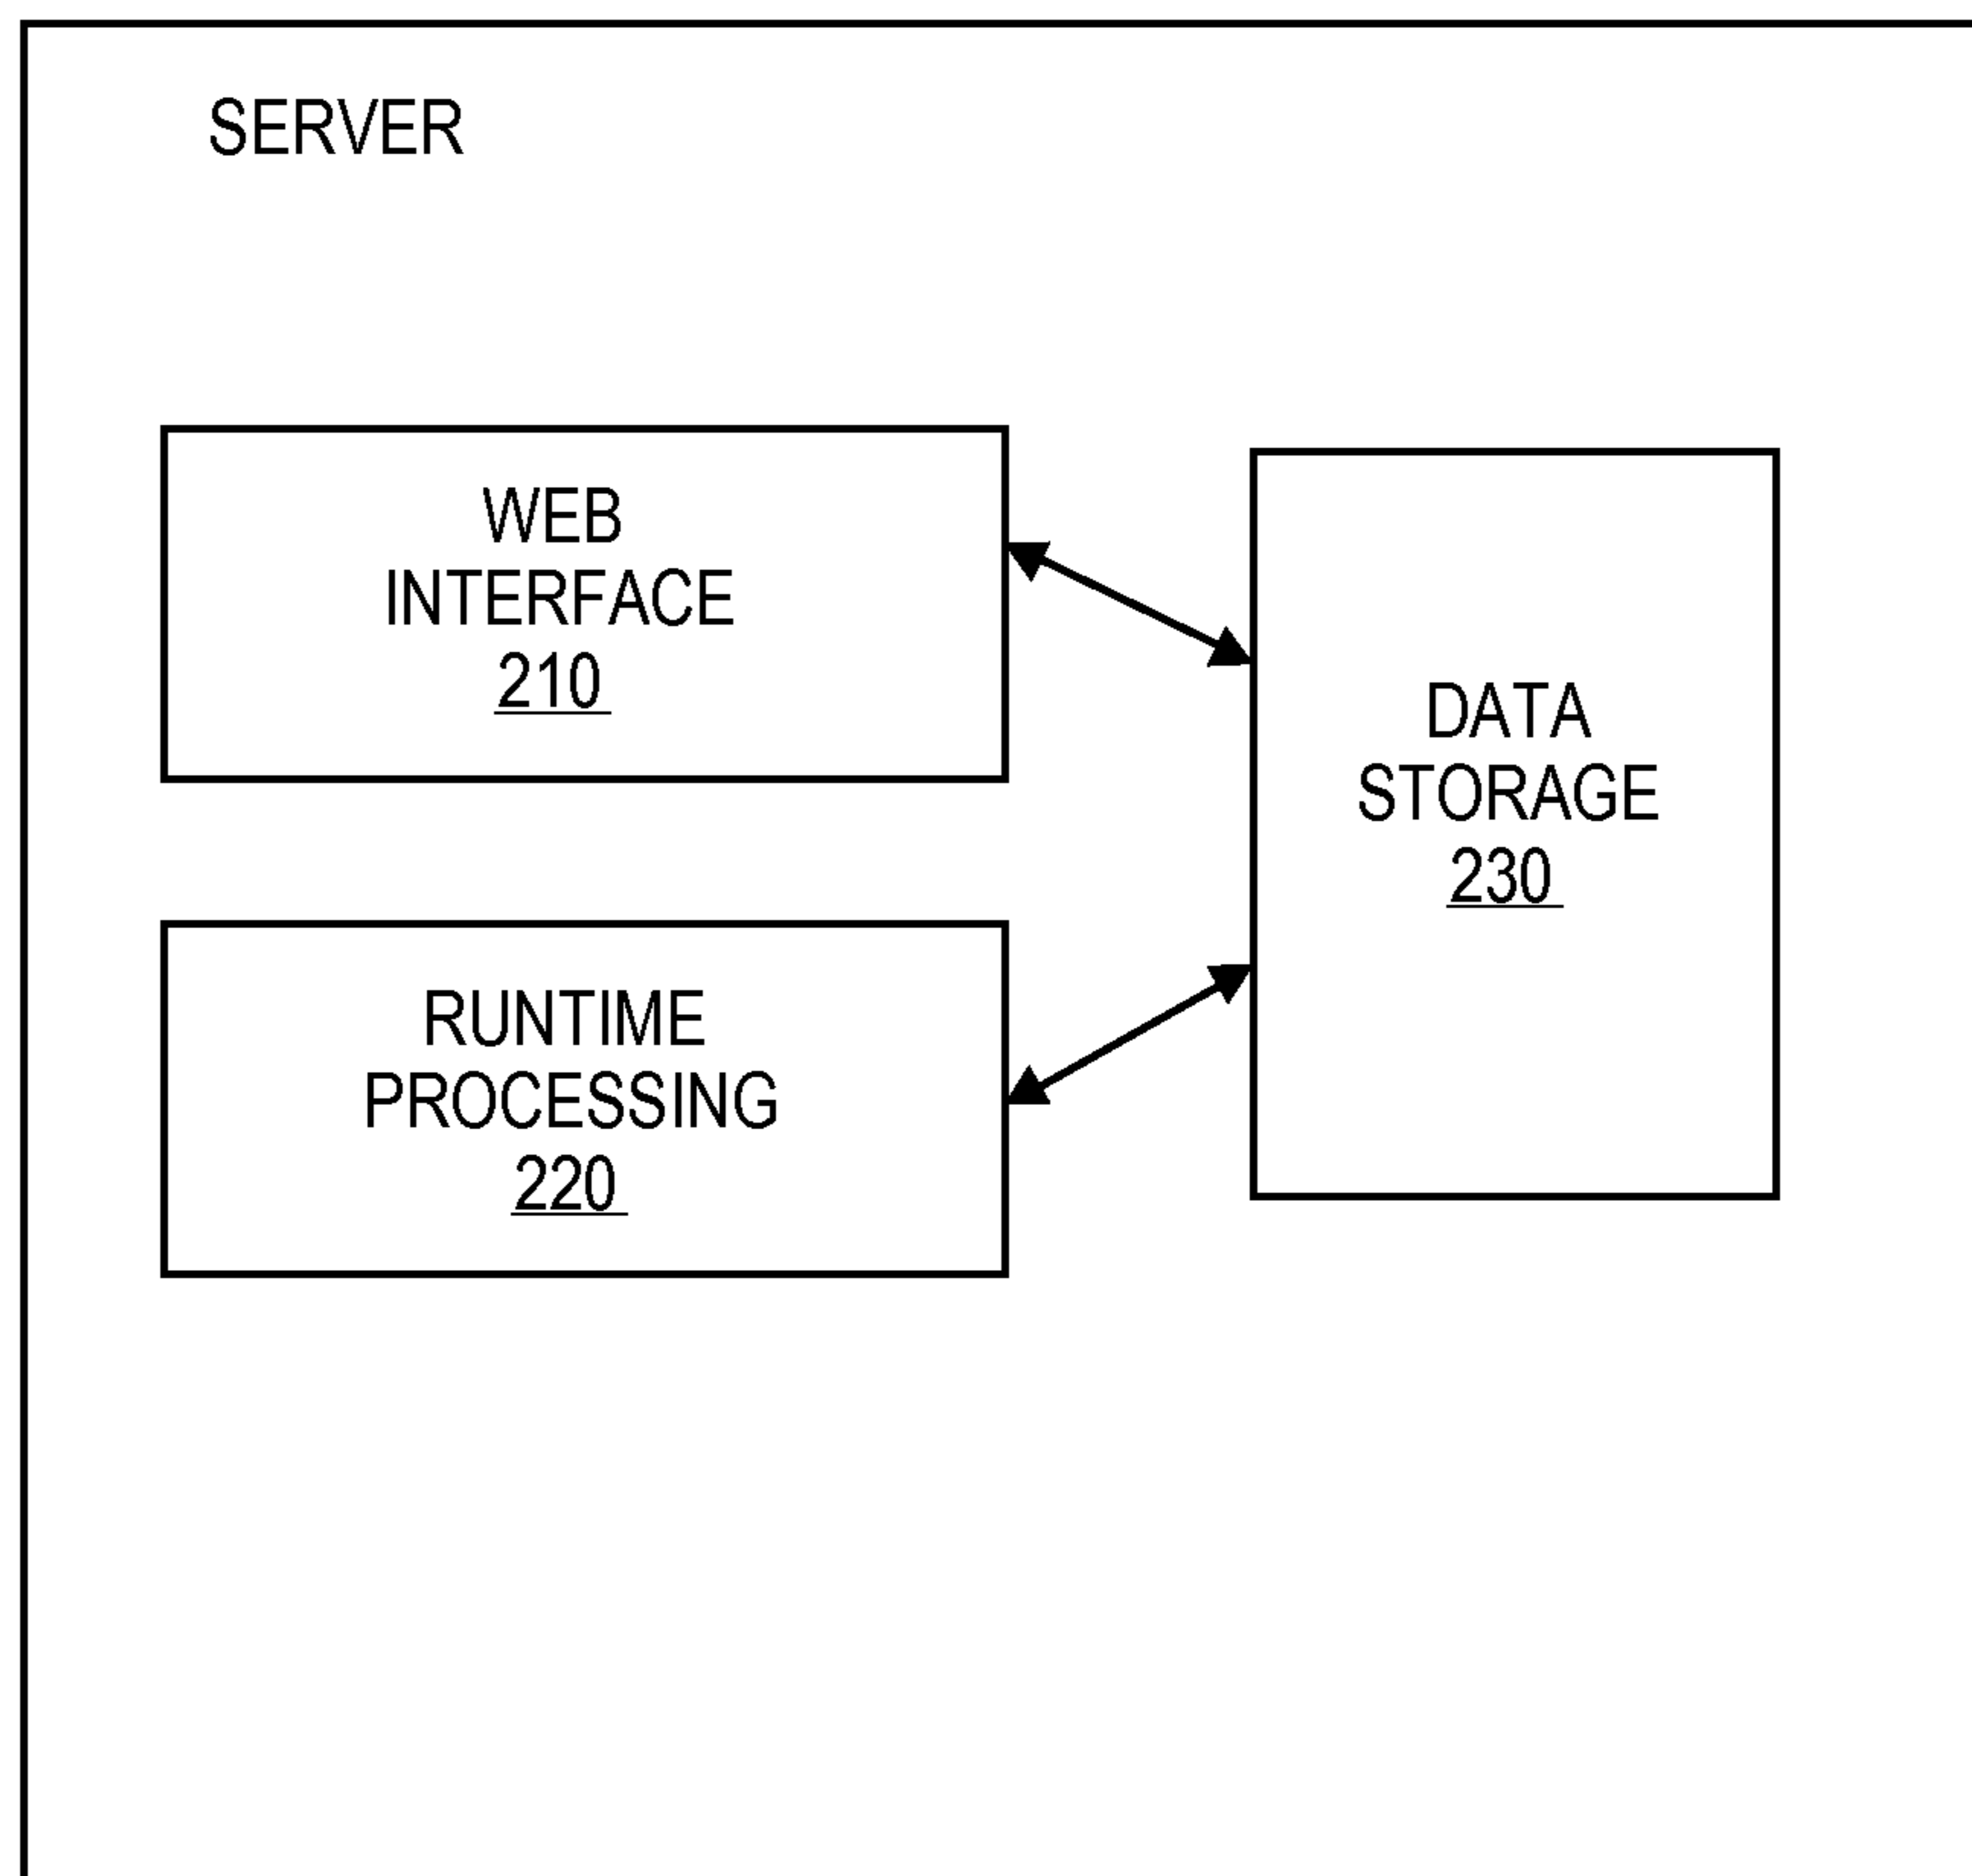 SERVER
WEB
INTERFACE
210
DATA
STORAGE
230
RUNTIME
PROCESSING
220